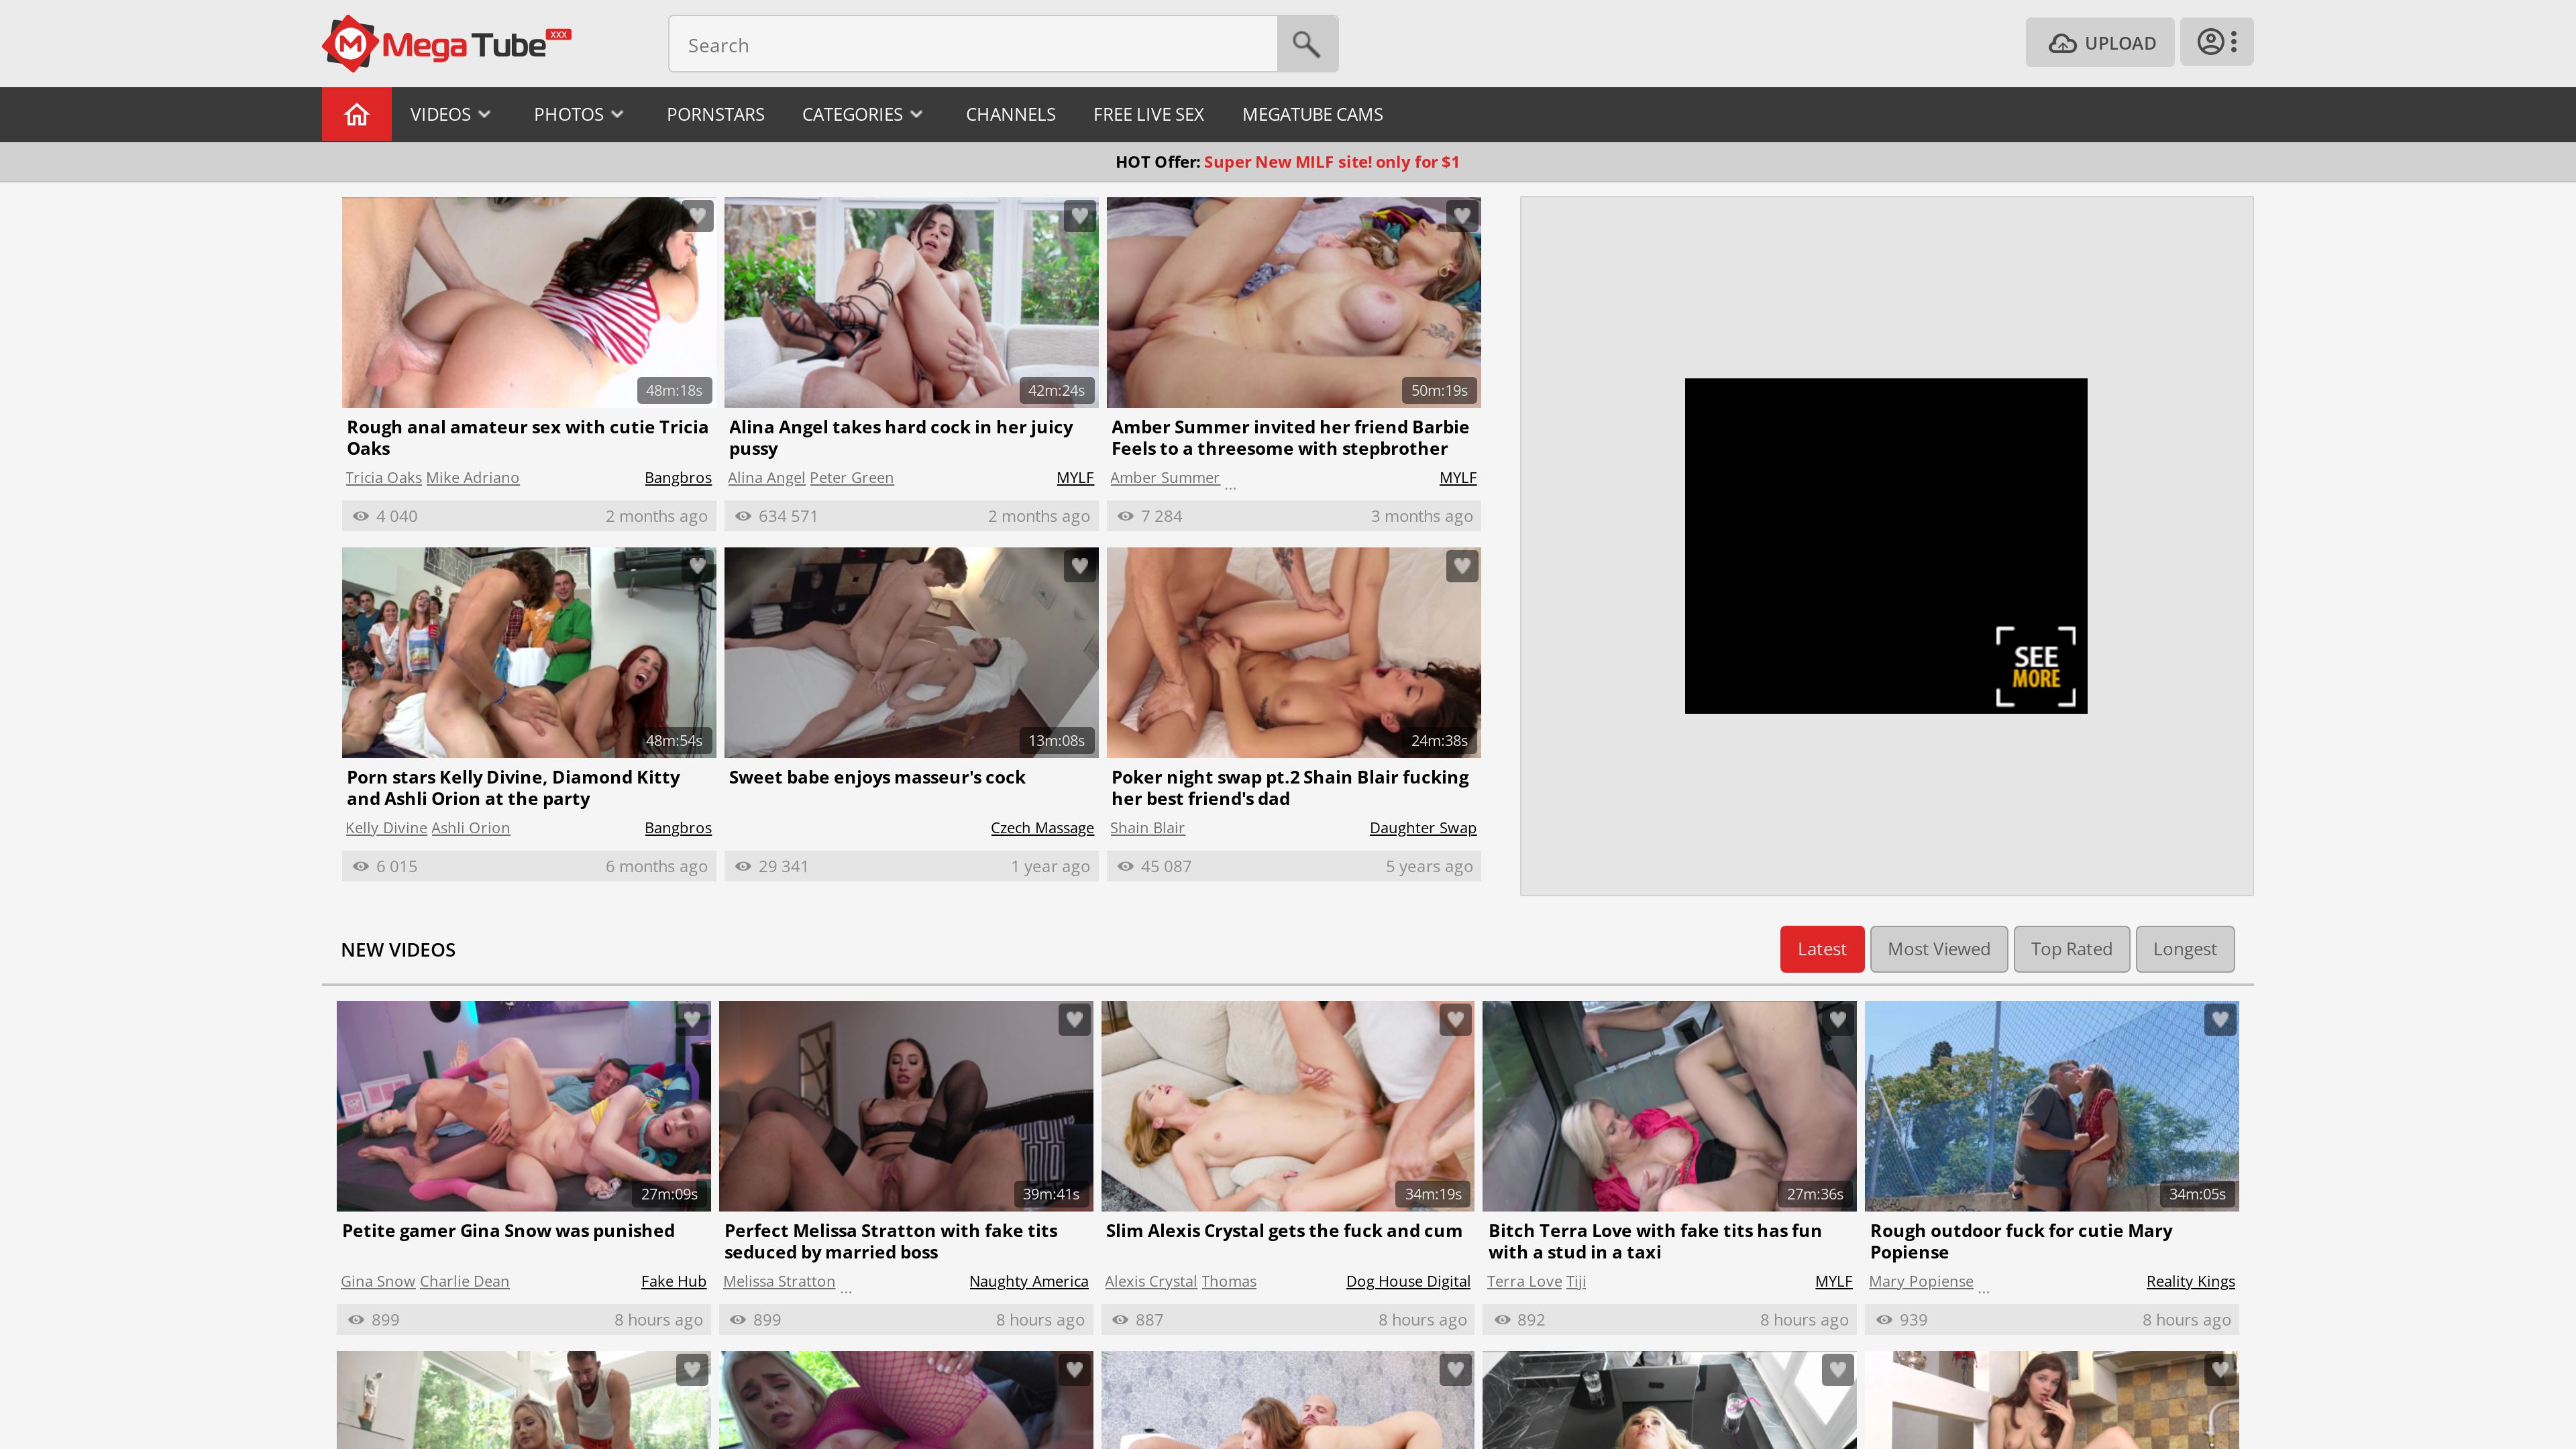 Mega Tube xxx
Search
UPLOAD
VIDEOS
PHOTOS
PORNSTARS
CATEGORIES
CHANNELS
FREE LIVE SEX
MEGATUBE CAMS
HOT Offer: Super New MILF site! only for $1
48m:18s
Rough anal amateur sex with cutie Tricia
Oaks
Tricia Oaks Mike Adriano
Bangbros
4 040
2 months ago
42m:24s
Alina Angel takes hard cock in her juicy
pussy
Alina Angel Peter Green
MYLF
634 571
2 months ago
50m:19s
Amber Summer invited her friend Barbie
Feels to a threesome with stepbrother
Amber Summer ...
MYLF
7 284
3 months ago
48m:54s
Porn stars Kelly Divine, Diamond Kitty
and Ashli Orion at the party
Kelly Divine Ashli Orion
Bangbros
6 015
6 months ago
13m:08s
Sweet babe enjoys masseur's cock
Czech Massage
29 341
1 year ago
24m:38s
Poker night swap pt.2 Shain Blair fucking
her best friend's dad
Shain Blair
Daughter Swap
45 087
5 years ago
SEE
MORE
NEW VIDEOS
Latest
Most Viewed
Top Rated
Longest
27m:09s
Petite gamer Gina Snow was punished
Gina Snow Charlie Dean
Fake Hub
899
8 hours ago
39m:41s
Perfect Melissa Stratton with fake tits
seduced by married boss
Melissa Stratton ...
Naughty America
899
8 hours ago
34m:19s
Slim Alexis Crystal gets the fuck and cum
Alexis Crystal Thomas
Dog House Digital
887
8 hours ago
27m:36s
Bitch Terra Love with fake tits has fun
with a stud in a taxi
Terra Love Tiji
MYLF
892
8 hours ago
34m:05s
Rough outdoor fuck for cutie Mary
Popiense
Mary Popiense ...
Reality Kings
939
8 hours ago